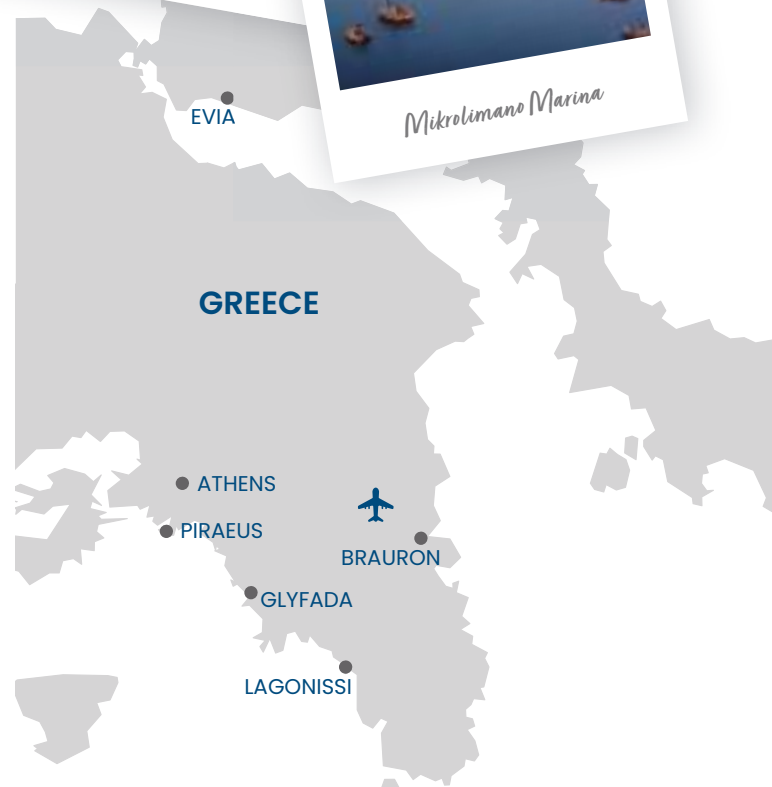 Mikrolimano Marina
EVIA
GREECE
ATHENS
PIRAEUS
BRAURON
GLYFADA
LAGONISSI